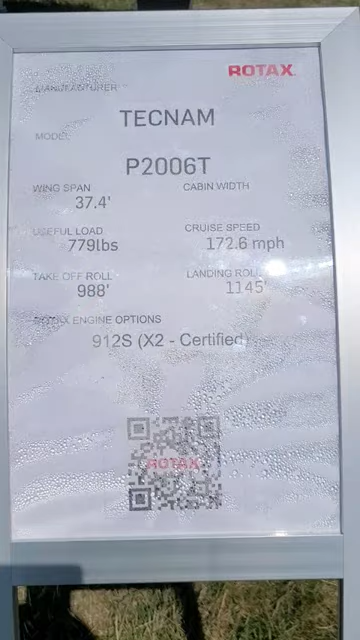 ROTAX
MANUFACTURER
TECNAM
MODEL
P2006T
WING SPAN CABIN WIDTH
37.4'
USEFUL LOAD CRUISE SPEED
779lbs 172.6 mph
TAKE OFF ROLL LANDING ROLL
988' 1145'
ROTAX ENGINE OPTIONS
912S (X2 - Certified)
ROTAX